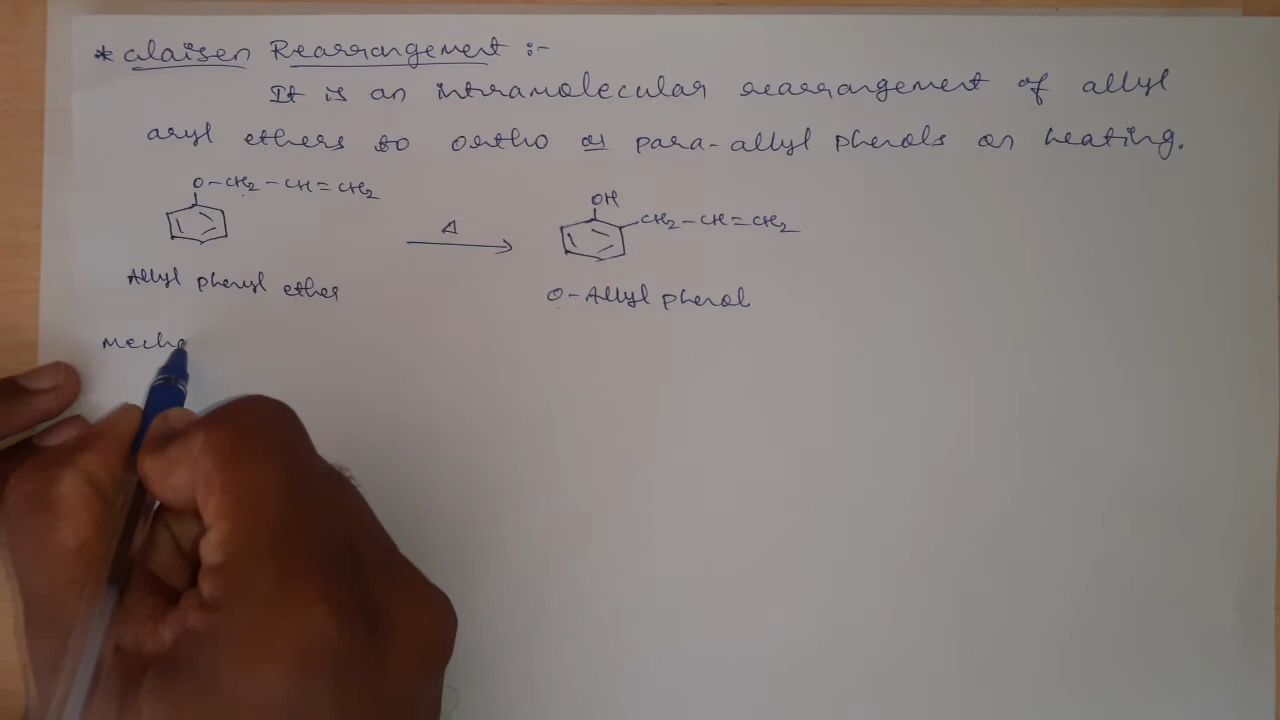 * Claisen Rearrangement :-
It is an intramolecular rearrangement of allyl
aryl ethers to ortho or para-allyl phenols on heating.
O-CH2-CH=CH2
OH
CH2-CH=CH2
Δ
Allyl phenyl ether
O-Allyl phenol
Mecha